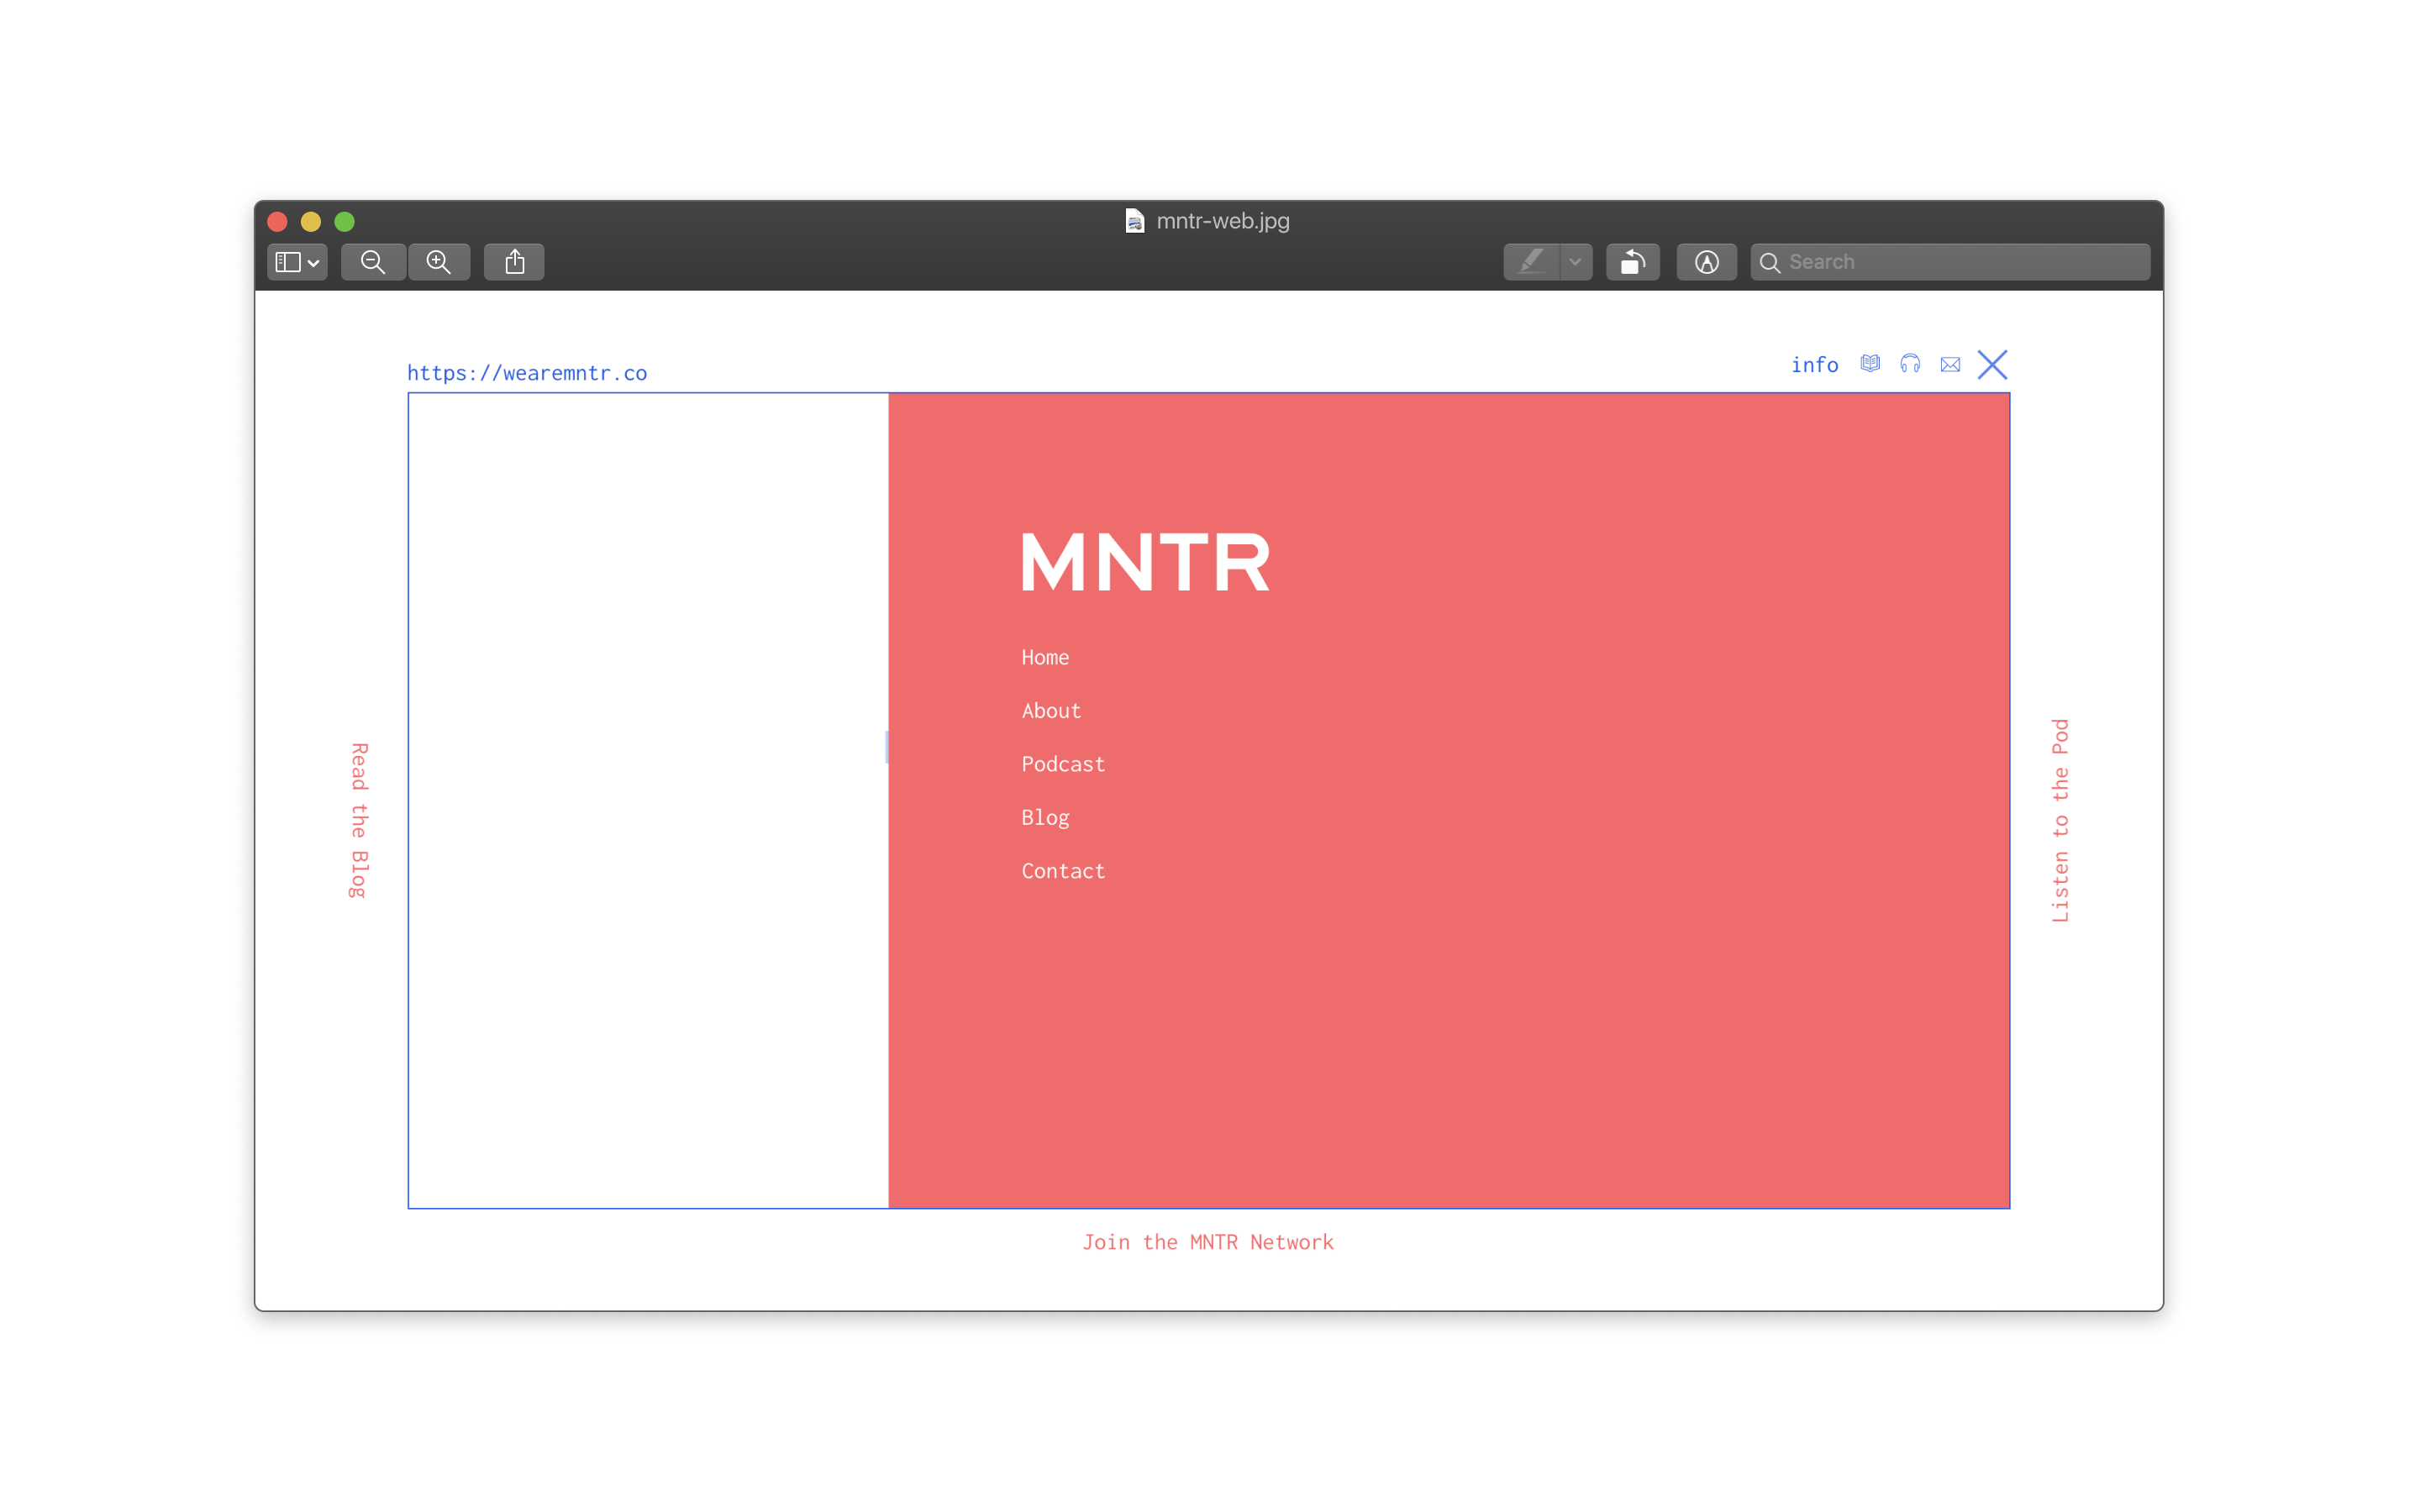 mntr-web.jpg
Search
https://wearemntr.co
info
MNTR
Home
About
Podcast
Blog
Contact
Read the Blog
Listen to the Pod
Join the MNTR Network